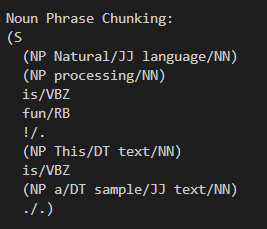 Noun Phrase Chunking:
(S
  (NP Natural/JJ language/NN)
  (NP processing/NN)
  is/VBZ
  fun/RB
  !/.
  (NP This/DT text/NN)
  is/VBZ
  (NP a/DT sample/JJ text/NN)
  ./.)